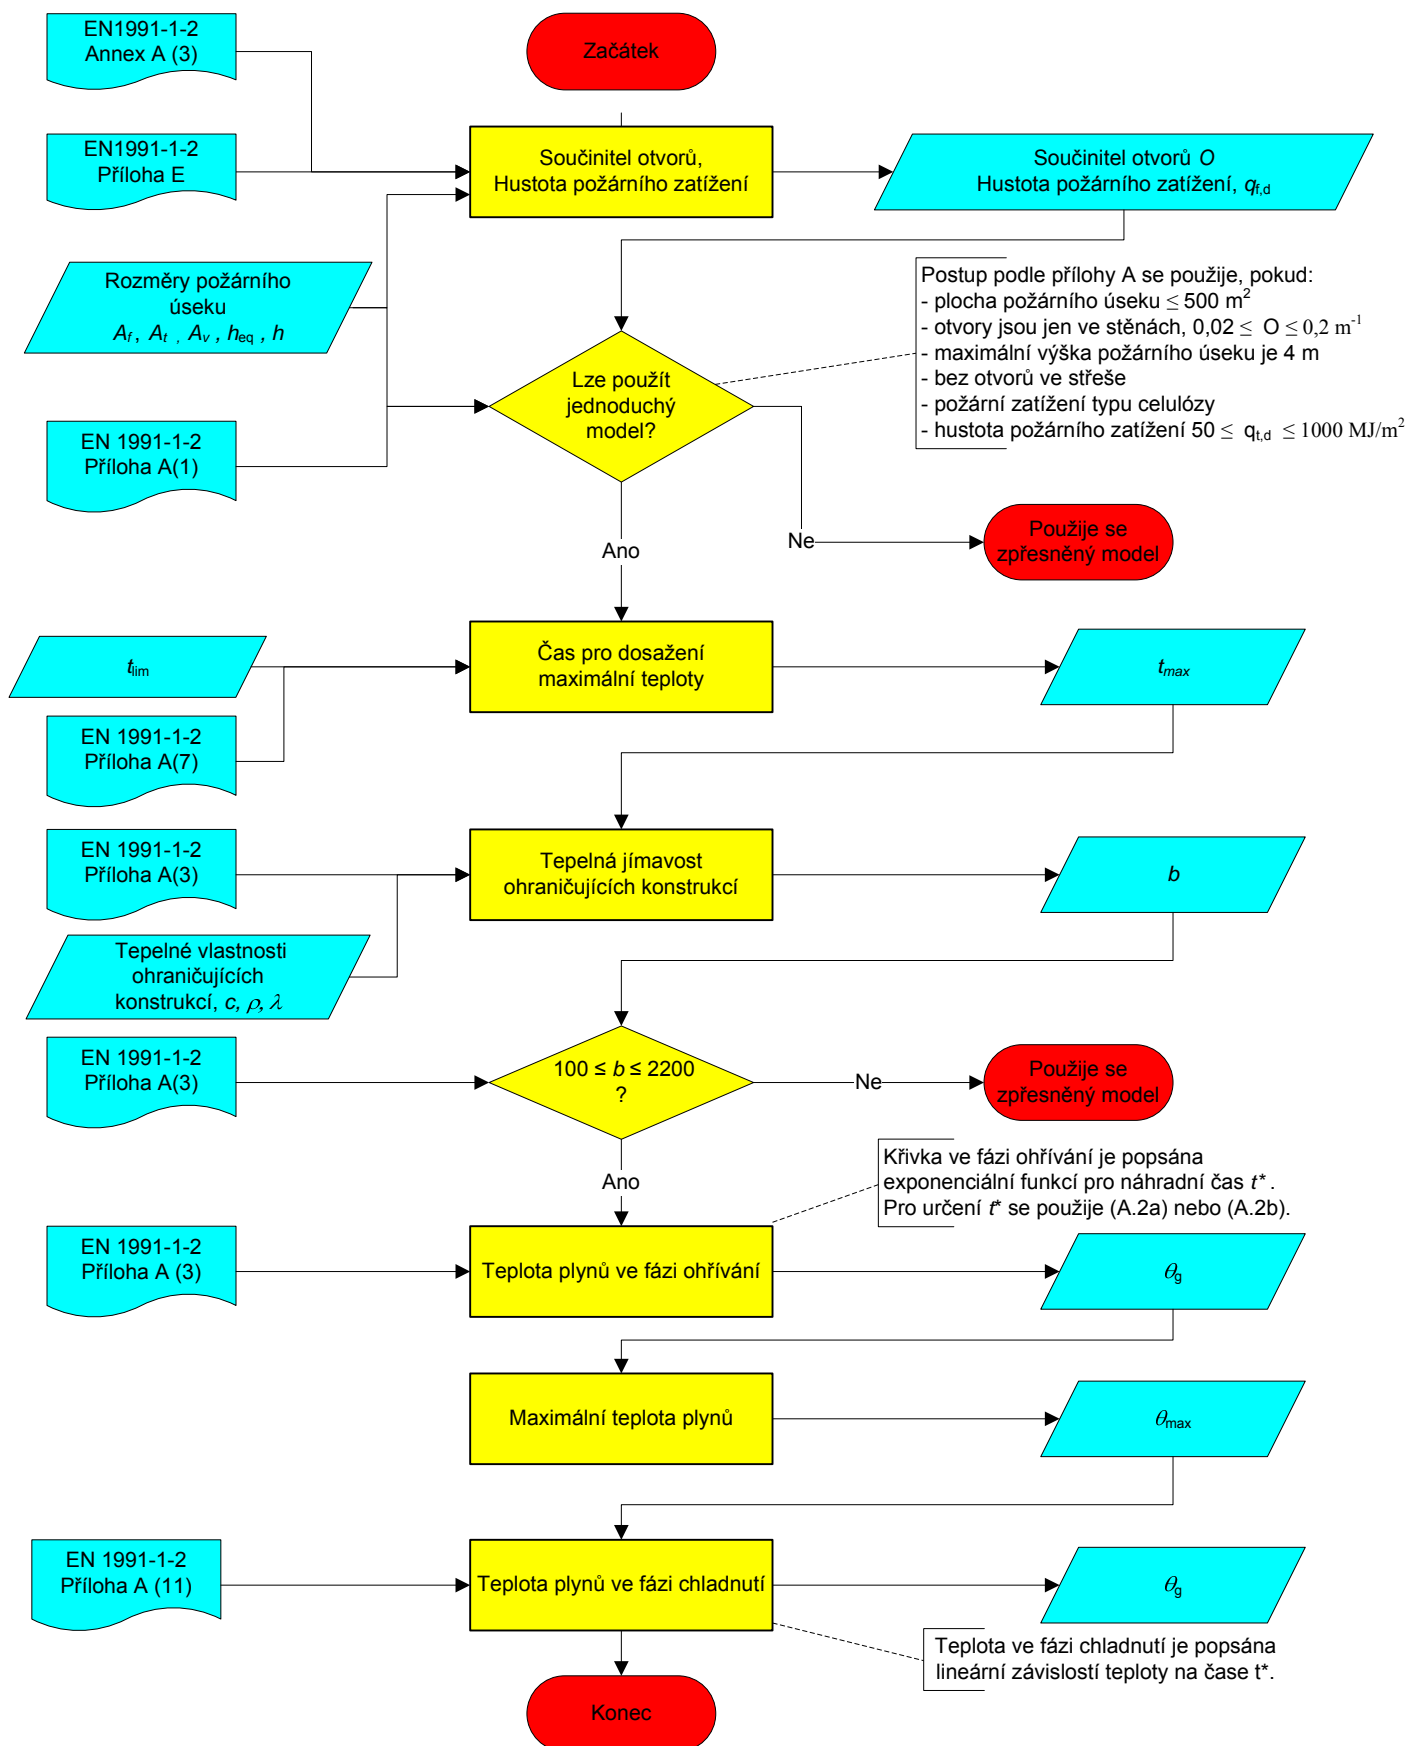 EN1991-1-2
Annex A (3)
Začátek
EN1991-1-2
Příloha E
Součinitel otvorů,
Hustota požárního zatížení
Součinitel otvorů O
Hustota požárního zatížení, qf,d
Rozměry požárního
úseku
Af, At , Av , heq , h
Postup podle přílohy A se použije, pokud:
- plocha požárního úseku ≤ 500 m²
- otvory jsou jen ve stěnách, 0,02 ≤ O ≤ 0,2 m⁻¹
- maximální výška požárního úseku je 4 m
- bez otvorů ve střeše
- požární zatížení typu celulózy
- hustota požárního zatížení 50 ≤ qt,d ≤ 1000 MJ/m²
Lze použít
jednoduchý
model?
EN 1991-1-2
Příloha A(1)
Ne
Použije se
zpřesněný model
Ano
tlim
Čas pro dosažení
maximální teploty
tmax
EN 1991-1-2
Příloha A(7)
EN 1991-1-2
Příloha A(3)
Tepelná jímavost
ohraničujících konstrukcí
b
Tepelné vlastnosti
ohraničujících
konstrukcí, c, ρ, λ
EN 1991-1-2
Příloha A(3)
100 ≤ b ≤ 2200
?
Ne
Použije se
zpřesněný model
Ano
Křivka ve fázi ohřívání je popsána
exponenciální funkcí pro náhradní čas t* .
Pro určení t* se použije (A.2a) nebo (A.2b).
EN 1991-1-2
Příloha A (3)
Teplota plynů ve fázi ohřívání
θg
Maximální teplota plynů
θmax
EN 1991-1-2
Příloha A (11)
Teplota plynů ve fázi chladnutí
θg
Teplota ve fázi chladnutí je popsána
lineární závislostí teploty na čase t*.
Konec